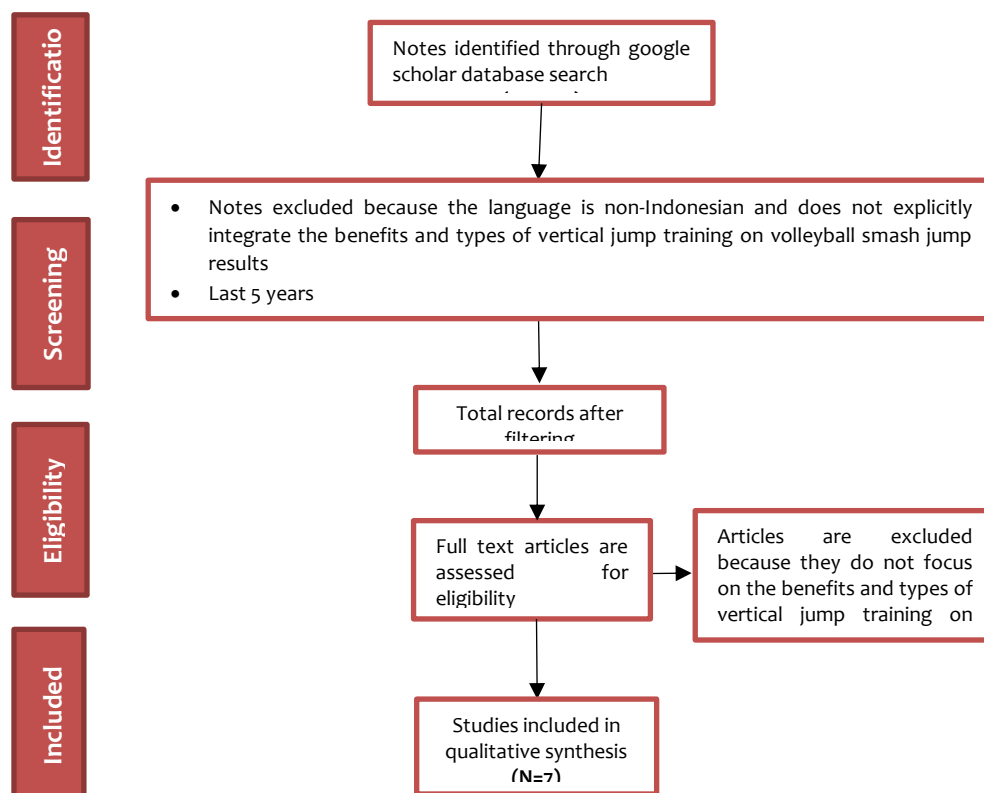 Identificatio
Notes identified through google
scholar database search
Screening
• Notes excluded because the language is non-Indonesian and does not explicitly
integrate the benefits and types of vertical jump training on volleyball smash jump
results
• Last 5 years
Total records after
filtering
Eligibility
Full text articles are
assessed for
eligibility
Articles are excluded
because they do not focus
on the benefits and types of
vertical jump training on
Included
Studies included in
qualitative synthesis
(N=7)